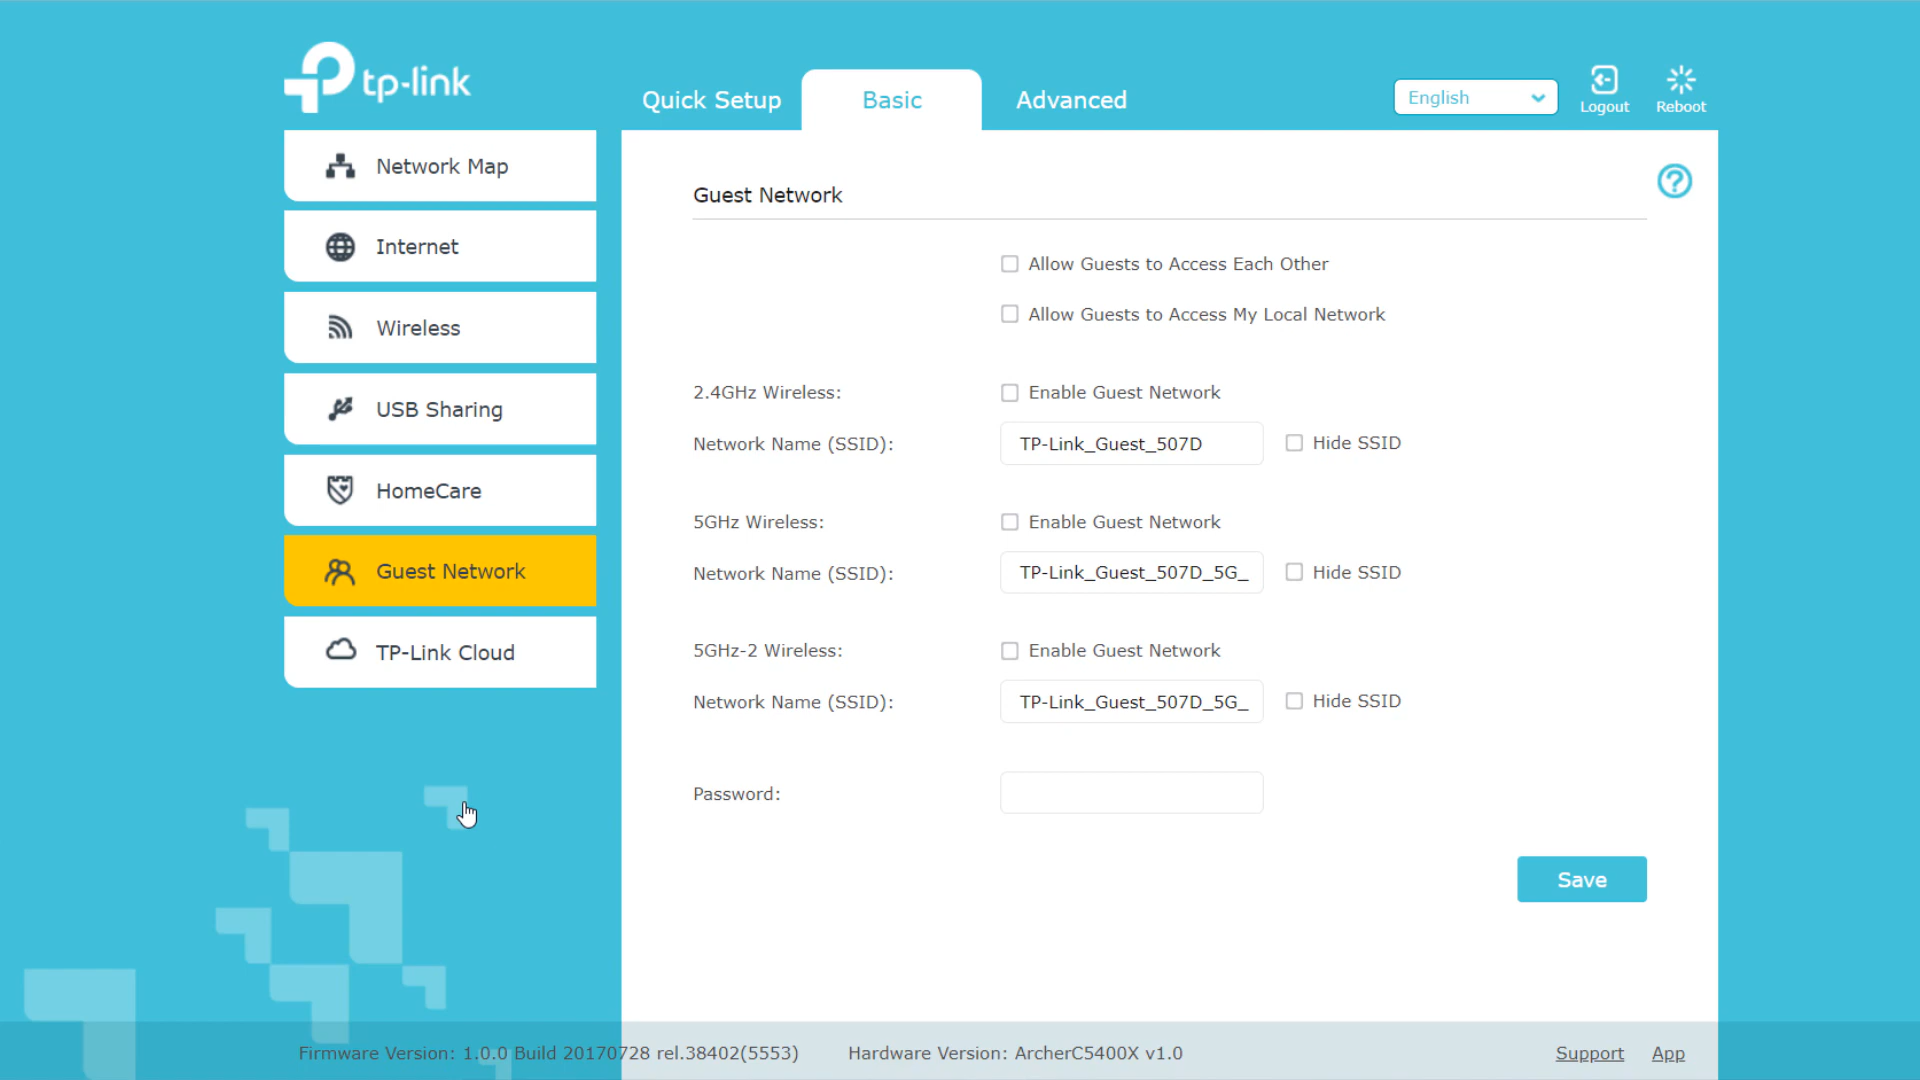 tp-link
Quick Setup
Basic
Advanced
English
Logout
Reboot
Network Map
Internet
Wireless
USB Sharing
HomeCare
Guest Network
TP-Link Cloud
Guest Network
Allow Guests to Access Each Other
Allow Guests to Access My Local Network
2.4GHz Wireless: Enable Guest Network
Network Name (SSID): TP-Link_Guest_507D Hide SSID
5GHz Wireless: Enable Guest Network
Network Name (SSID): TP-Link_Guest_507D_5G_ Hide SSID
5GHz-2 Wireless: Enable Guest Network
Network Name (SSID): TP-Link_Guest_507D_5G_ Hide SSID
Password:
Save
Firmware Version: 1.0.0 Build 20170728 rel.38402(5553) Hardware Version: ArcherC5400X v1.0 Support App